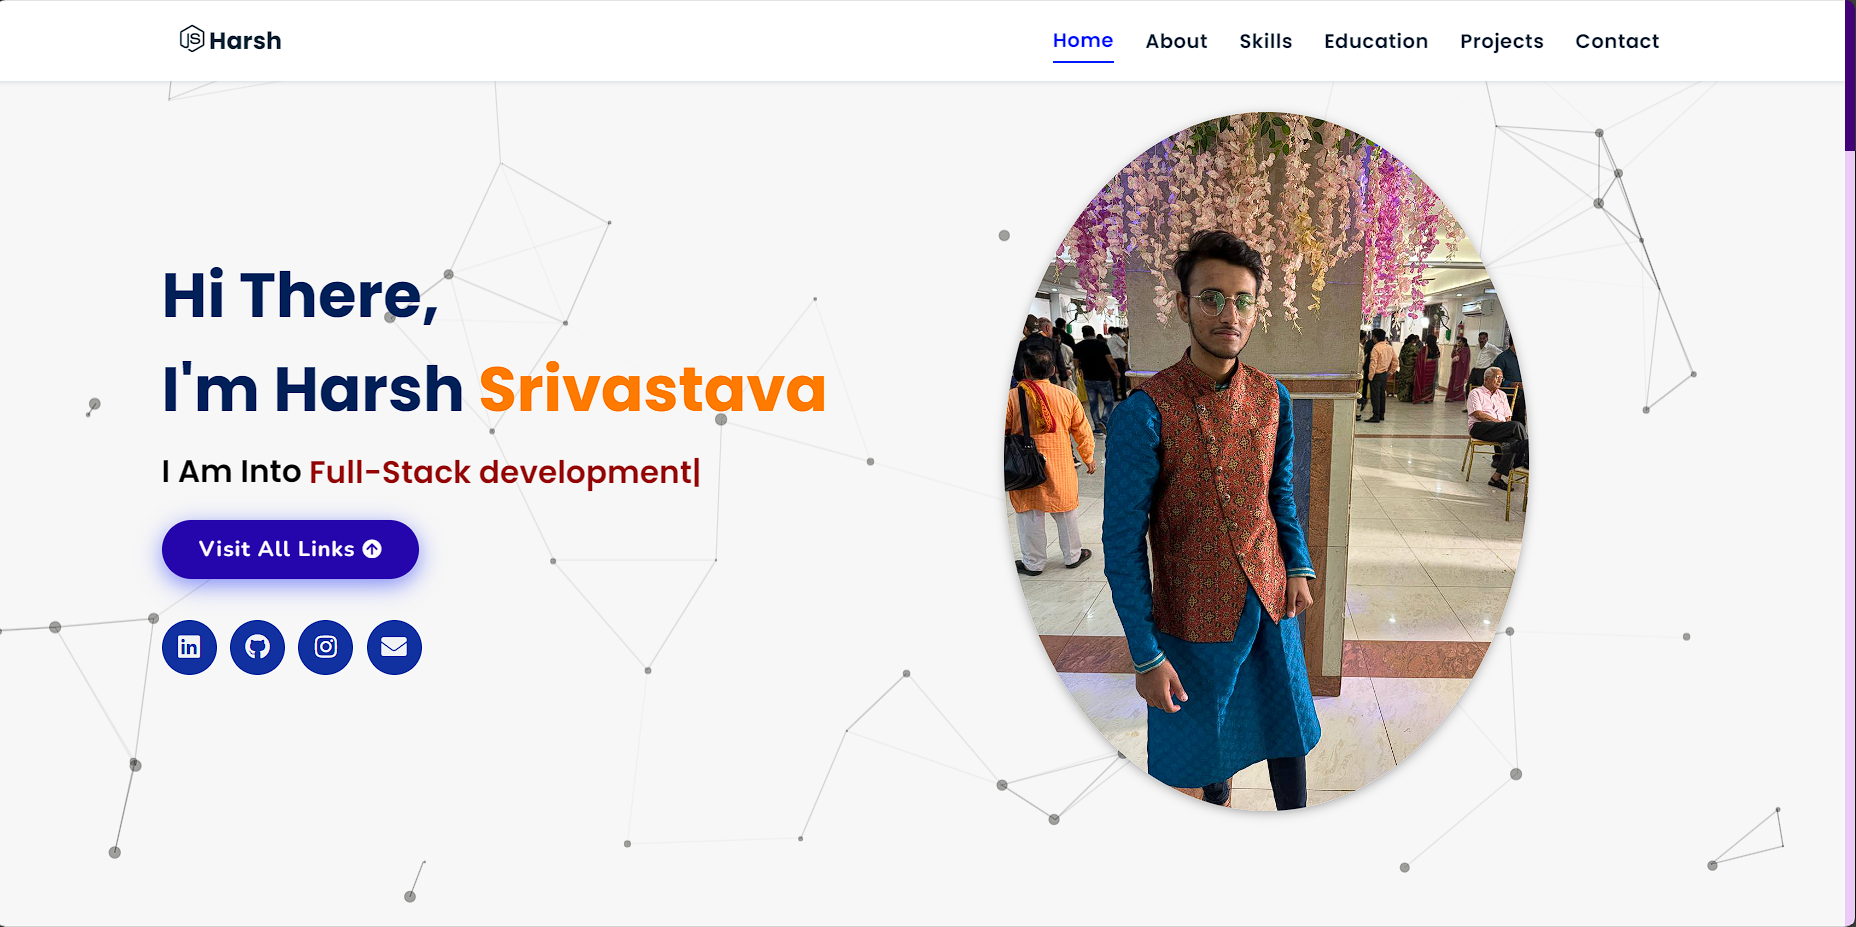 Harsh
Home About Skills Education Projects Contact
Hi There,
I'm Harsh Srivastava
I Am Into Full-Stack development|
Visit All Links